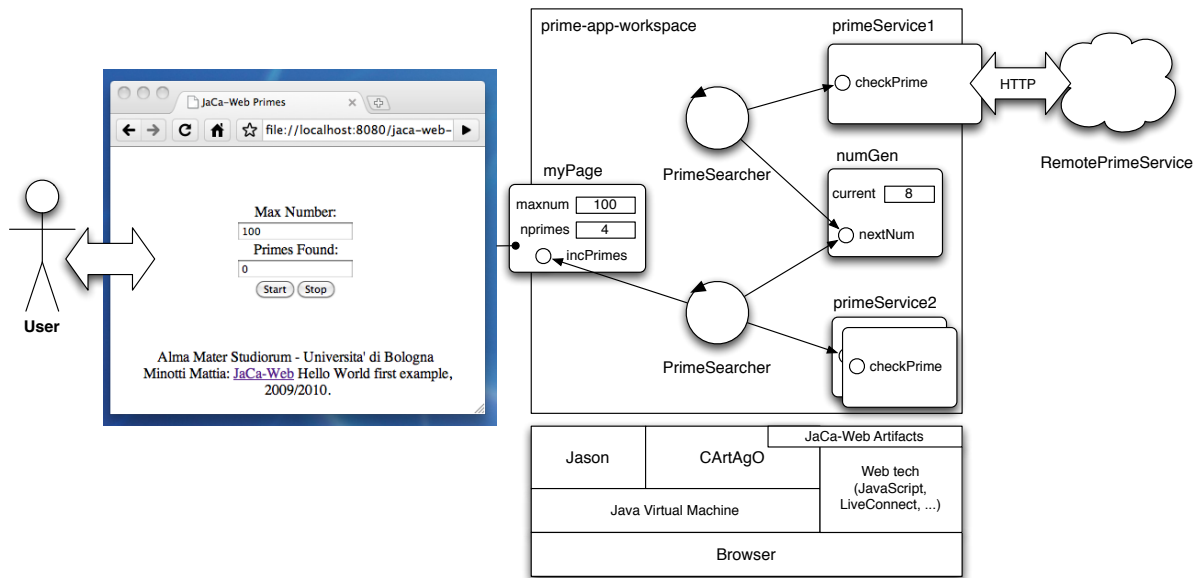 prime-app-workspace
primeService1
checkPrime
HTTP
RemotePrimeService
JaCa-Web Primes
file://localhost:8080/jaca-web-
Max Number:
100
Primes Found:
0
Start Stop
Alma Mater Studiorum - Universita' di Bologna
Minotti Mattia: JaCa-Web Hello World first example,
2009/2010.
User
myPage
maxnum 100
nprimes 4
incPrimes
PrimeSearcher
numGen
current 8
nextNum
PrimeSearcher
primeService2
checkPrime
Jason
CArtAgO
JaCa-Web Artifacts
Web tech
(JavaScript,
LiveConnect, ...)
Java Virtual Machine
Browser